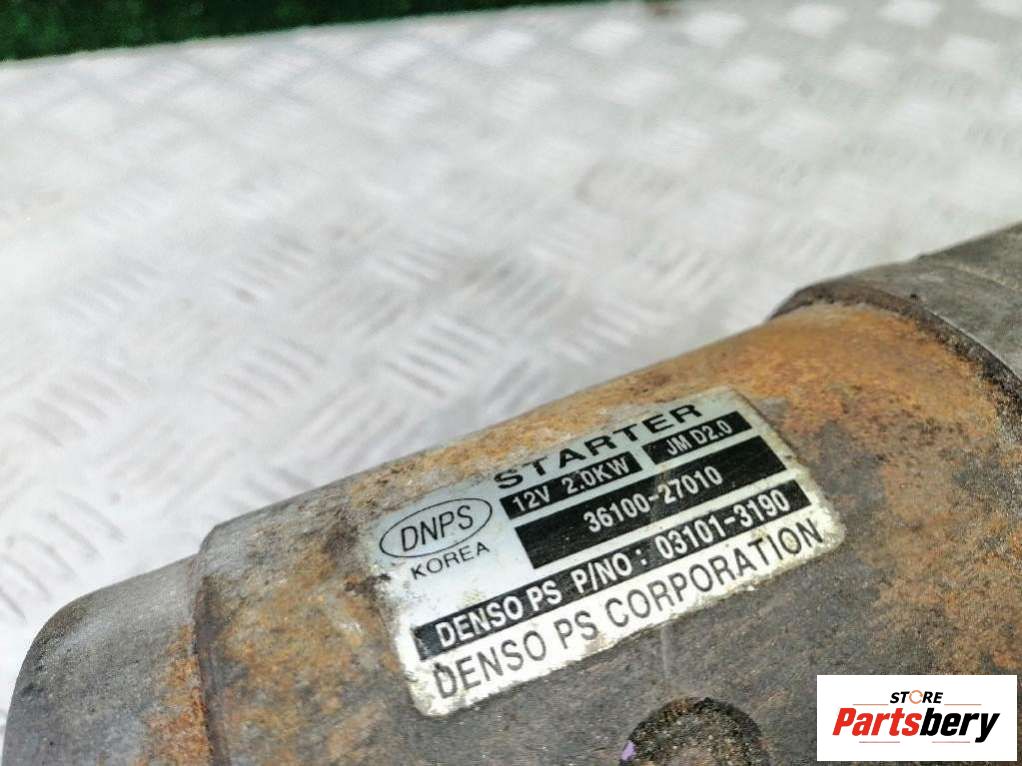 STARTER
12V 2.0KW JM D2.0
DNPS
KOREA
36100-27010
DENSO PS P/NO: 03101-3190
DENSO PS CORPORATION
STORE
Partsbery